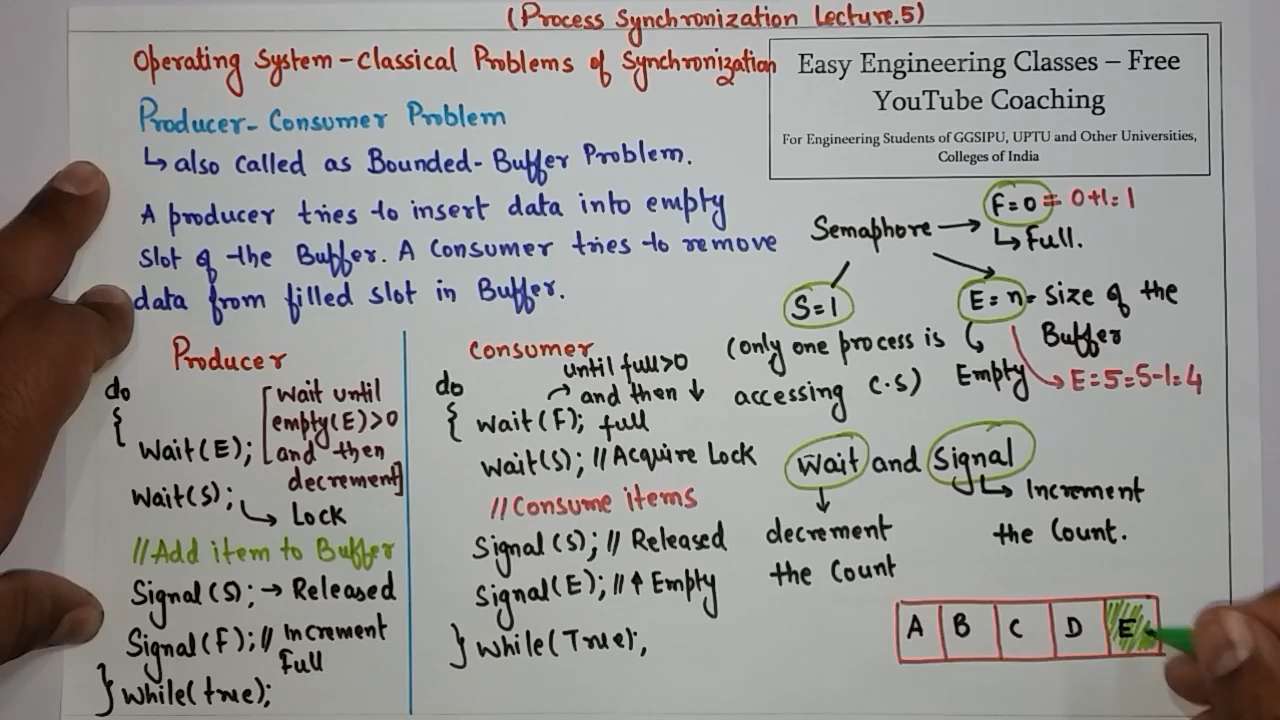 (Process Synchronization Lecture.5)
Operating System-Classical Problems of Synchronization
Easy Engineering Classes – Free
YouTube Coaching
For Engineering Students of GGSIPU, UPTU and Other Universities,
Colleges of India
Producer-Consumer Problem
↳ also called as Bounded-Buffer Problem.
A producer tries to insert data into empty
slot of the Buffer. A Consumer tries to remove
data from filled slot in Buffer.
Semaphore → F=0 = 0+1=1
↳ Full.
S=1
(only one process is
accessing C.S)
E=n= Size of the
Buffer
Empty
E=5=5-1=4
Wait and Signal
↓ decrement
the Count
↳ Increment
the Count.
Producer
do
{
Wait(E); [Wait until
empty(E)>0
and then
decrement]
Wait(S); → Lock
//Add item to Buffer
Signal(S); → Released
Signal(F); // Increment
Full
} while(true);
Consumer
do
{ Wait(F); → until full>0
and then ↓
full
Wait(S); // Acquire Lock
//Consume items
Signal(S); // Released
Signal(E); // ↑ Empty
} while(True);
A B C D E